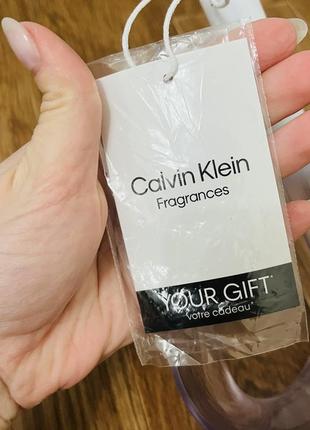 Calvin Klein
Fragrances
YOUR GIFT*
votre cadeau*